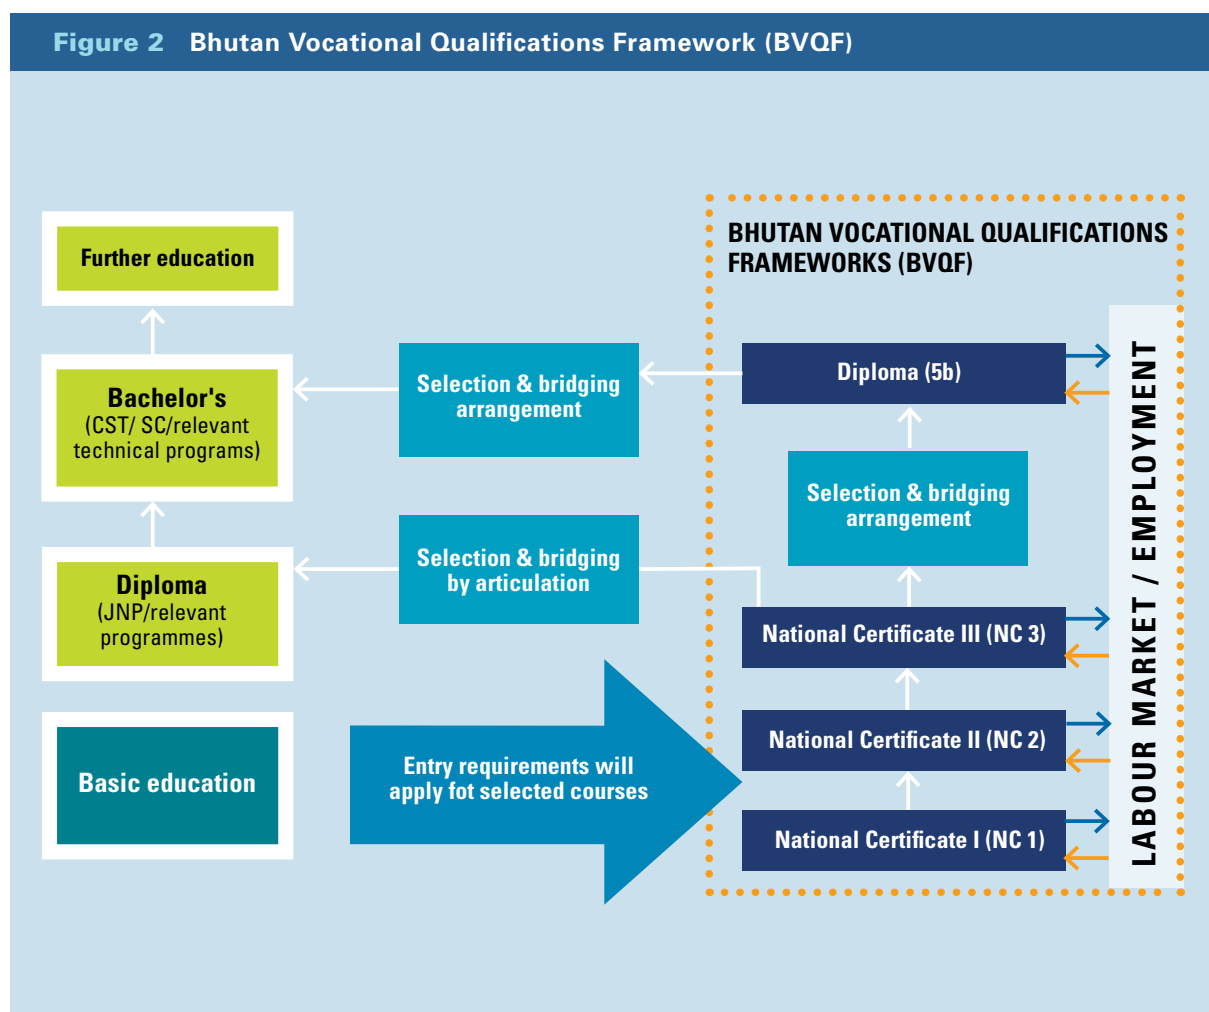 Figure 2 Bhutan Vocational Qualifications Framework (BVQF)
BHUTAN VOCATIONAL QUALIFICATIONS
FRAMEWORKS (BVQF)
Further education
Bachelor's
(CST/ SC/relevant
technical programs)
Selection & bridging
arrangement
Diploma (5b)
Selection & bridging
arrangement
Diploma
(JNP/relevant
programmes)
Selection & bridging
by articulation
National Certificate III (NC 3)
National Certificate II (NC 2)
National Certificate I (NC 1)
Basic education
Entry requirements will
apply fot selected courses
LABOUR MARKET / EMPLOYMENT